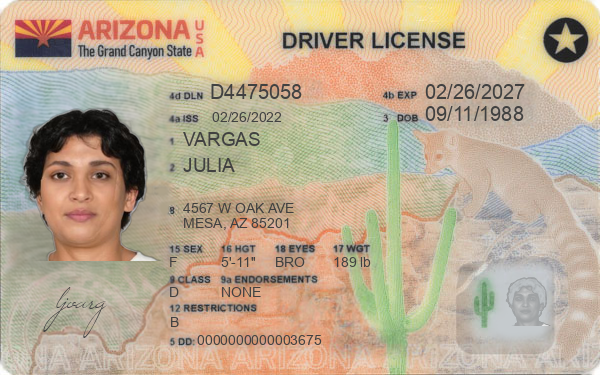 ARIZONA USA
The Grand Canyon State
DRIVER LICENSE
4d DLN D4475058 4b EXP 02/26/2027
4a ISS 02/26/2022 3 DOB 09/11/1988
1 VARGAS
2 JULIA
8 4567 W OAK AVE
MESA, AZ 85201
15 SEX 16 HGT 18 EYES 17 WGT
F 5'-11" BRO 189 lb
9 CLASS 9a ENDORSEMENTS
D NONE
12 RESTRICTIONS
B
5 DD: 0000000000003675
ARIZONA ARIZONA ARIZONA ARIZONA